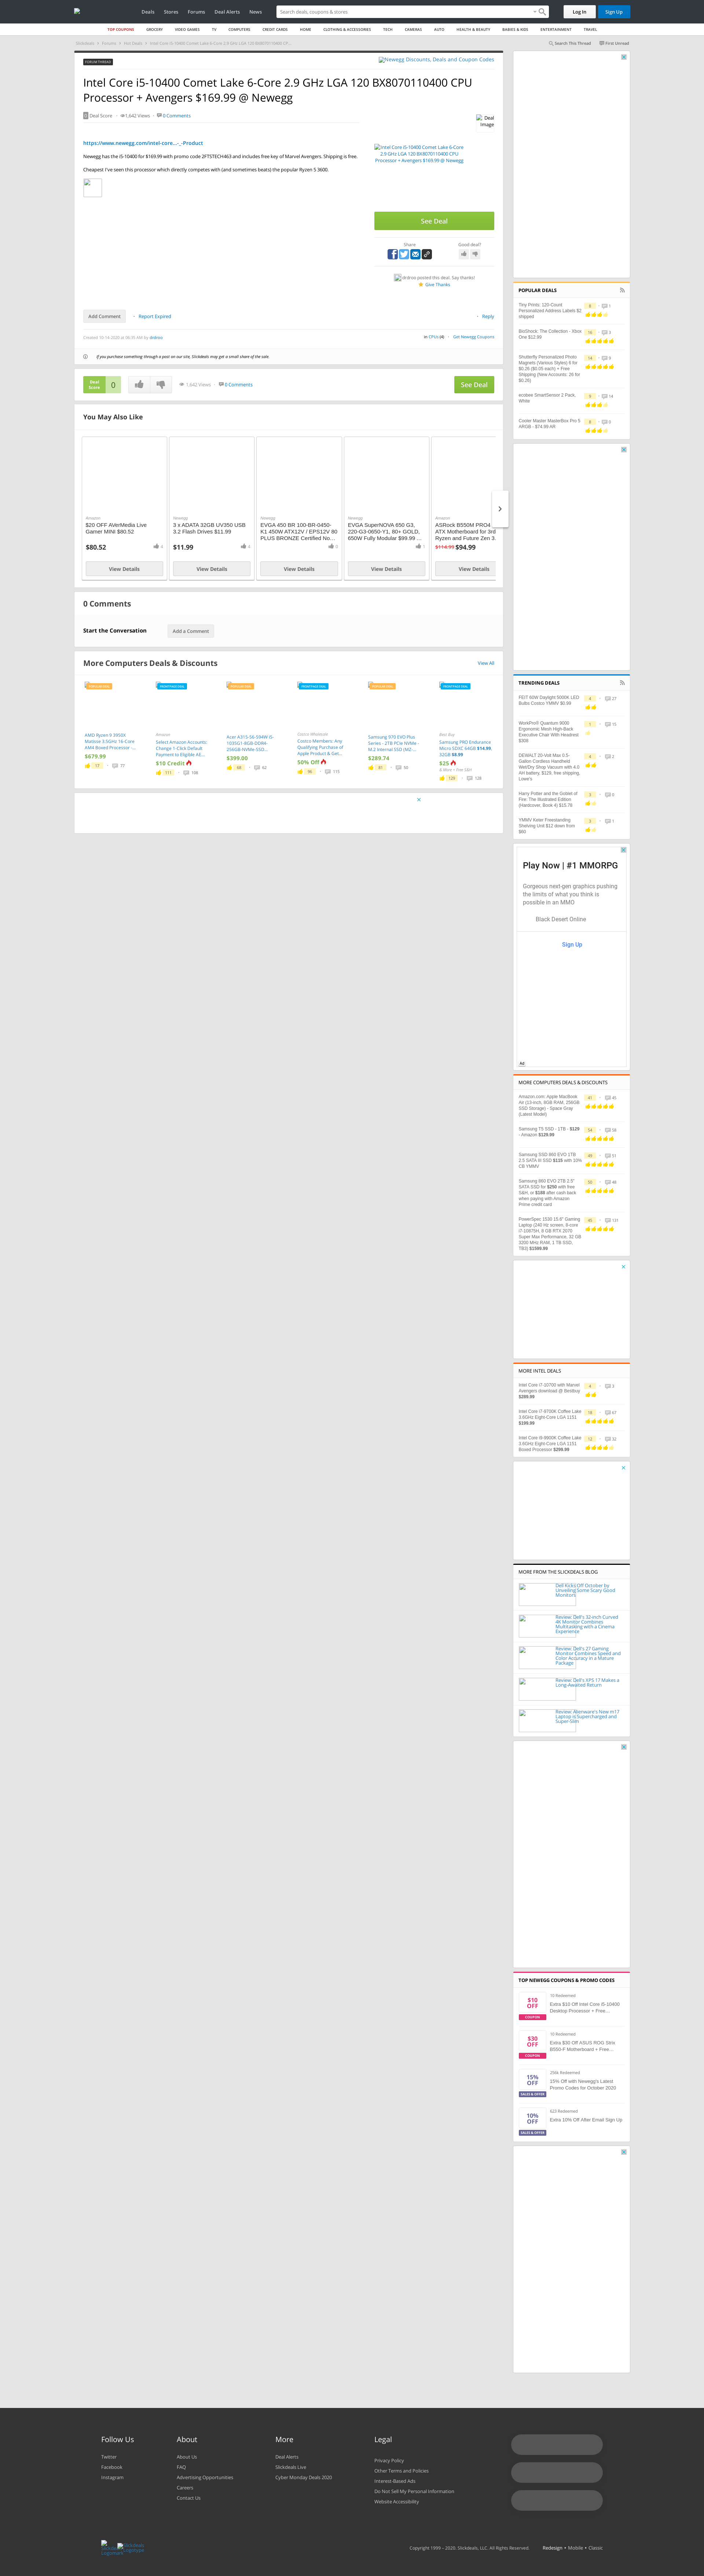 Deals Stores Forums Deal Alerts News
Search deals, coupons & stores
Log In Sign Up
TOP COUPONS GROCERY VIDEO GAMES TV COMPUTERS CREDIT CARDS HOME CLOTHING & ACCESSORIES TECH CAMERAS AUTO HEALTH & BEAUTY BABIES & KIDS ENTERTAINMENT TRAVEL
Slickdeals > Forums > Hot Deals > Intel Core i5-10400 Comet Lake 6-Core 2.9 GHz LGA 120 BX8070110400 CP...
Search This Thread First Unread
FORUM THREAD
Newegg Discounts, Deals and Coupon Codes
Intel Core i5-10400 Comet Lake 6-Core 2.9 GHz LGA 120 BX8070110400 CPU
Processor + Avengers $169.99 @ Newegg
Deal Score 1,642 Views 0 Comments
Deal
Image
https://www.newegg.com/intel-core...-_-Product
Newegg has the i5-10400 for $169.99 with promo code 2FTSTECH463 and includes free key of Marvel Avengers. Shipping is free.
Cheapest I've seen this processor which directly competes with (and sometimes beats) the popular Ryzen 5 3600.
Intel Core i5-10400 Comet Lake 6-Core
2.9 GHz LGA 120 BX8070110400 CPU
Processor + Avengers $169.99 @ Newegg
See Deal
Share
Good deal?
drdroo posted this deal. Say thanks!
Give Thanks
Add Comment Report Expired Reply
Created 10-14-2020 at 06:30 AM by drdroo
in CPUs (4) Get Newegg Coupons
If you purchase something through a post on our site, Slickdeals may get a small share of the sale.
Deal
Score
0
1,642 Views 0 Comments
See Deal
You May Also Like
Amazon
$20 OFF AVerMedia Live
Gamer MINI $80.52
$80.52
View Details
Newegg
3 x ADATA 32GB UV350 USB
3.2 Flash Drives $11.99
$11.99
View Details
Newegg
EVGA 450 BR 100-BR-0450-
K1 450W ATX12V / EPS12V 80
PLUS BRONZE Certified No...
View Details
Newegg
EVGA SuperNOVA 650 G3,
220-G3-0650-Y1, 80+ GOLD,
650W Fully Modular $99.99 ...
View Details
Amazon
ASRock B550M PRO4
ATX Motherboard for 3rd
Ryzen and Future Zen 3.
$114.99 $94.99
View Details
0 Comments
Start the Conversation
Add a Comment
More Computers Deals & Discounts
View All
AMD Ryzen 9 3950X
Matisse 3.5GHz 16-Core
AM4 Boxed Processor -...
$679.99
77
Amazon
Select Amazon Accounts:
Change 1-Click Default
Payment to Eligible AE...
$10 Credit
111 108
Acer A315-56-594W i5-
1035G1 8GB-DDR4-
256GB NVMe-SSD...
$399.00
68 62
Costco Wholesale
Costco Members: Any
Qualifying Purchase of
Apple Product & Get...
50% Off
96 115
Samsung 970 EVO Plus
Series - 2TB PCIe NVMe -
M.2 Internal SSD (MZ-...
$289.74
41 50
Best Buy
Samsung PRO Endurance
Micro SDXC 64GB $14.99,
32GB $8.99
$25
& More + Free S&H
129 128
POPULAR DEALS
Tiny Prints: 120-Count
Personalized Address Labels $2
shipped
BioShock: The Collection - Xbox
One $12.99
Shutterfly Personalized Photo
Magnets (Various Styles) 6 for
$0.26 ($0.05 each) + Free
Shipping (New Accounts: 26 for
$0.26)
ecobee SmartSensor 2 Pack,
White
Cooler Master MasterBox Pro 5
ARGB - $74.99 AR
TRENDING DEALS
FEIT 60W Daylight 5000K LED
Bulbs Costco YMMV $0.99
WorkPro® Quantum 9000
Ergonomic Mesh High-Back
Executive Chair With Headrest
$309
DEWALT 20-Volt Max 0.5-
Gallon Cordless Handheld
Wet/Dry Shop Vacuum with 4.0
AH battery. $129, free shipping,
Lowe's
Harry Potter and the Goblet of
Fire: The Illustrated Edition
(Hardcover, Book 4) $15.78
YMMV Keter Freestanding
Shelving Unit $12 down from
$60
Play Now | #1 MMORPG
Gorgeous next-gen graphics pushing
the limits of what you think is
possible in an MMO
Black Desert Online
Sign Up
Ad
MORE COMPUTERS DEALS & DISCOUNTS
Amazon.com: Apple MacBook
Air (13-inch, 8GB RAM, 256GB
SSD Storage) - Space Gray
(Latest Model)
Samsung T5 SSD - 1TB - $129
- Amazon $129.99
Samsung SSD 860 EVO 1TB
2.5 SATA III SSD $115 with 10%
CB YMMV
Samsung 860 EVO 2TB 2.5"
SATA SSD for $200 with free
S&H, or $189 after cash back
when paying with Amazon
Prime credit card
PowerSpec 1530 15.6" Gaming
Laptop (240 Hz screen, 8-core
i7-10875H, 8 GB RTX 2070
Super Max Performance, 32 GB
3200 MHz RAM, 1 TB SSD,
TB3) $1599.99
MORE INTEL DEALS
Intel Core i7-10700 with Marvel
Avengers download @ Bestbuy
$289.99
Intel Core i7-9700K Coffee Lake
3.6GHz Eight-Core LGA 1151
$199.99
Intel Core i9-9900K Coffee Lake
3.6GHz Eight-Core LGA 1151
Boxed Processor $299.99
MORE FROM THE SLICKDEALS BLOG
Dell Kicks Off October by
Unveiling Some Scary Good
Monitors
Review: Dell's 32-inch Curved
4K Monitor Combines
Multitasking with a Cinema
Experience
Review: Dell's 27 Gaming
Monitor Combines Speed and
Color Accuracy in a Mature
Package
Review: Dell's XPS 17 Makes a
Long-Awaited Return
Review: Alienware's New m17
Laptop is Supercharged and
Super Slim
TOP NEWEGG COUPONS & PROMO CODES
$10
OFF
COUPON
Extra $10 Off Intel Core i5-10400
Desktop Processor + Free...
$30
OFF
COUPON
Extra $30 Off ASUS ROG Strix
B550-F Motherboard + Free...
15%
OFF
SALES & OFFER
15% Off with Newegg's Latest
Promo Codes for October 2020
10%
OFF
SALES & OFFER
623 Redeemed
Extra 10% Off After Email Sign Up
Follow Us
Twitter
Facebook
Instagram
About
About Us
FAQ
Advertising Opportunities
Careers
Contact Us
More
Deal Alerts
Slickdeals Live
Cyber Monday Deals 2020
Legal
Privacy Policy
Other Terms and Policies
Interest-Based Ads
Do Not Sell My Personal Information
Website Accessibility
Copyright 1999 - 2020. Slickdeals, LLC. All Rights Reserved.
Redesign • Mobile • Classic